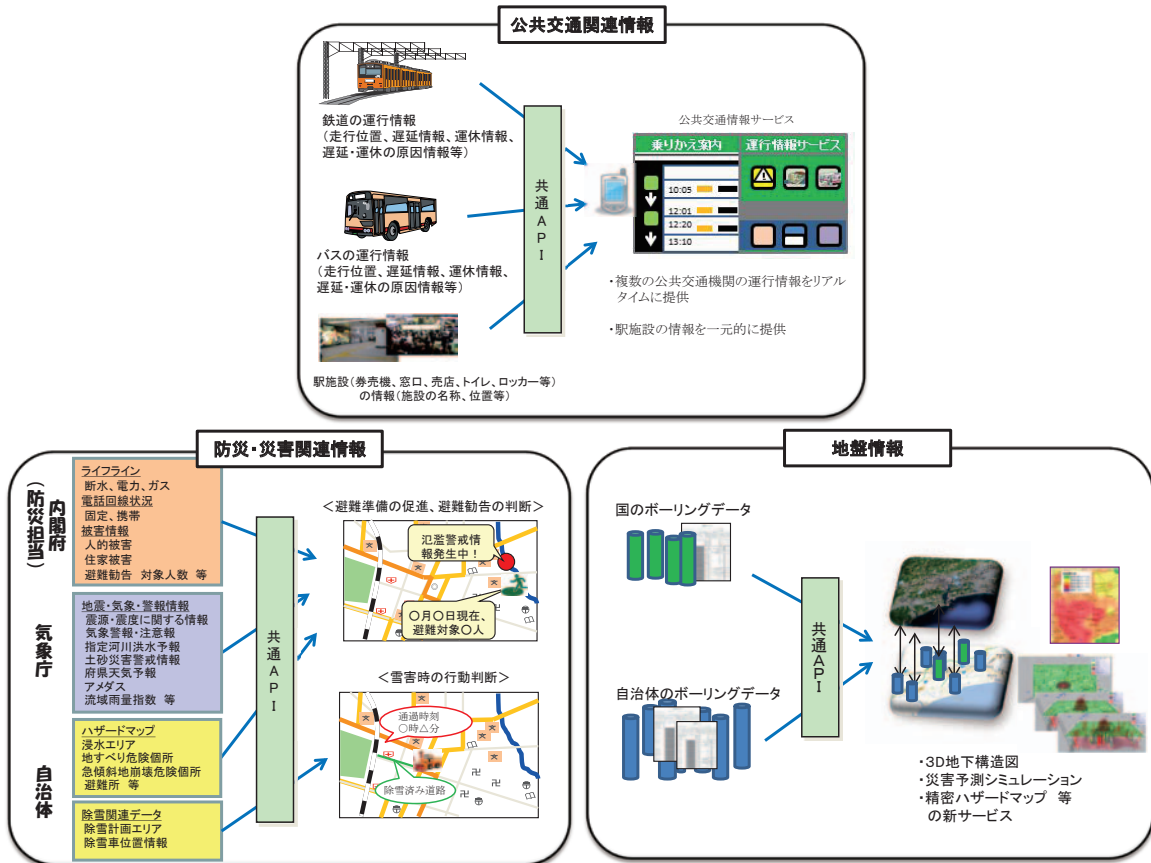 公共交通関連情報
鉄道の運行情報
(走行位置、遅延情報、運休情報、
遅延・運休の原因情報等)
バスの運行情報
(走行位置、遅延情報、運休情報、
遅延・運休の原因情報等)
駅施設(券売機、窓口、売店、トイレ、ロッカー等)
の情報(施設の名称、位置等)
共通API
公共交通情報サービス
乗りかえ案内
運行情報サービス
10:05
12:01
12:20
13:10
・複数の公共交通機関の運行情報をリアル
タイムに提供
・駅施設の情報を一元的に提供
防災・災害関連情報
内閣府
(防災担当)
ライフライン
断水、電力、ガス
電話回線状況
固定、携帯
被害情報
人的被害
住家被害
避難勧告 対象人数 等
気象庁
地震・気象・警報情報
震源・震度に関する情報
気象警報・注意報
指定河川洪水予報
土砂災害警戒情報
府県天気予報
アメダス
流域雨量指数 等
自治体
ハザードマップ
浸水エリア
地すべり危険個所
急傾斜地崩壊危険個所
避難所 等
除雪関連データ
除雪計画エリア
除雪車位置情報
共通API
<避難準備の促進、避難勧告の判断>
氾濫警戒情
報発生中!
〇月〇日現在、
避難対象〇人
<雪害時の行動判断>
通過時刻
〇時△分
除雪済み道路
地盤情報
国のボーリングデータ
自治体のボーリングデータ
共通API
・3D地下構造図
・災害予測シミュレーション
・精密ハザードマップ 等
の新サービス